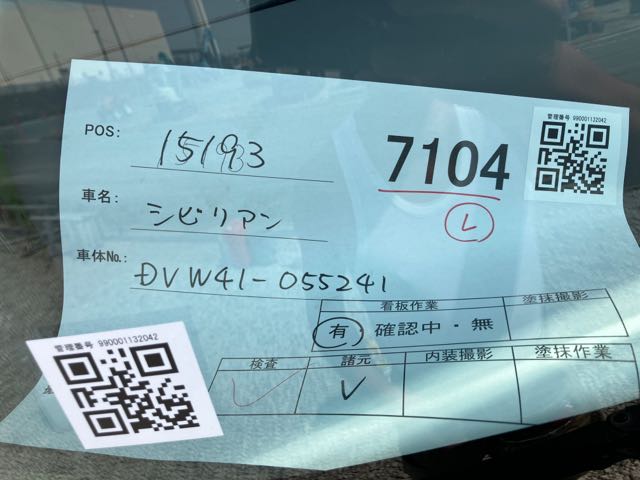 POS: 15193
7104
レ
管理番号 990001132042
車名: シビリアン
車体No.: DVW41-055241
看板作業 塗抹撮影
有・確認中・無
検査 諸元 内装撮影 塗抹作業
管理番号 990001132042